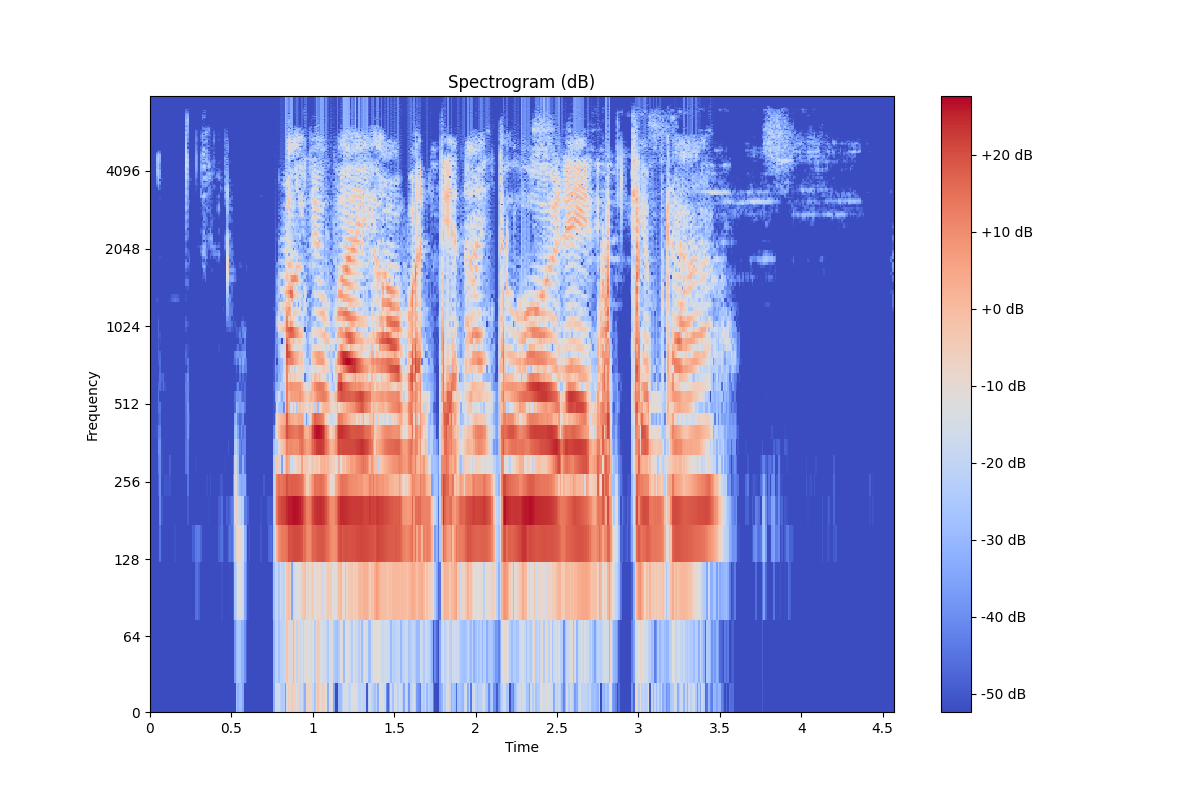 Spectrogram (dB)
Frequency
4096
2048
1024
512
256
128
64
0
0 0.5 1 1.5 2 2.5 3 3.5 4 4.5
Time
+20 dB
+10 dB
+0 dB
-10 dB
-20 dB
-30 dB
-40 dB
-50 dB